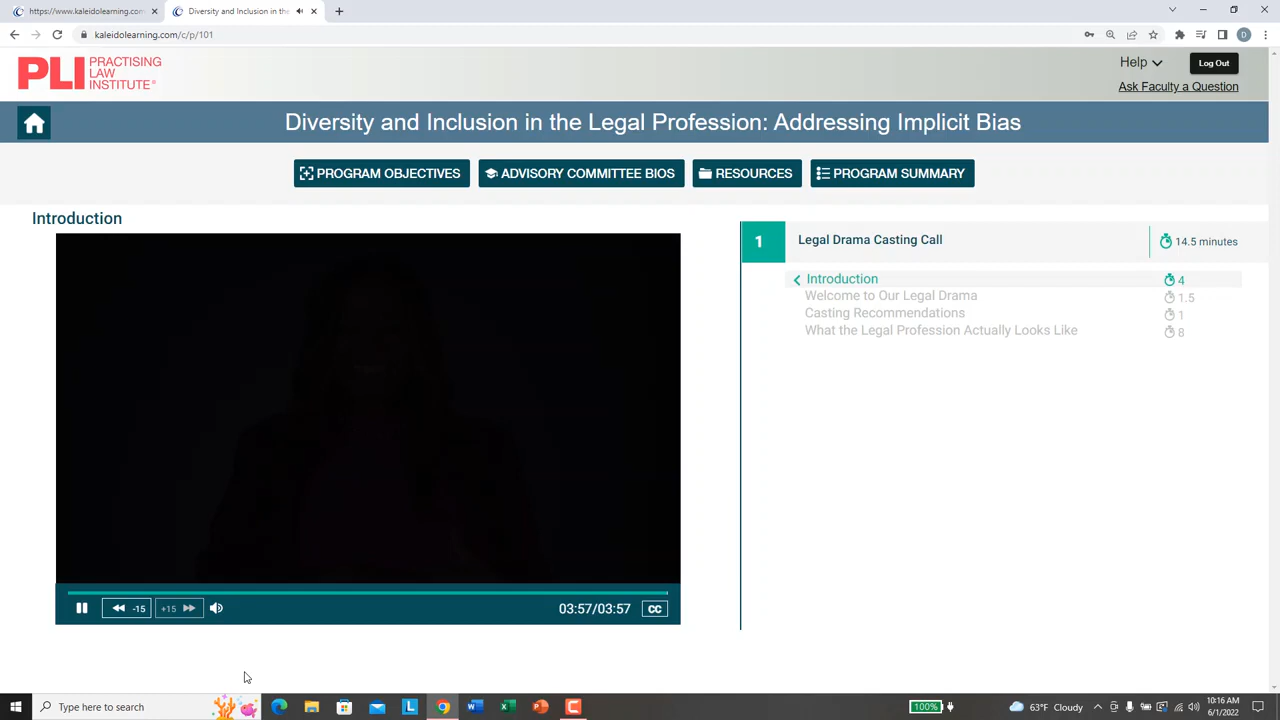 https://www.kaleidolearning.com
Diversity and Inclusion in the
kaleidolearning.com/c/p/101
D
PLI PRACTISING
LAW
INSTITUTE®
Help
Log Out
Ask Faculty a Question
Diversity and Inclusion in the Legal Profession: Addressing Implicit Bias
PROGRAM OBJECTIVES
ADVISORY COMMITTEE BIOS
RESOURCES
PROGRAM SUMMARY
Introduction
1
Legal Drama Casting Call
14.5 minutes
Introduction
4
Welcome to Our Legal Drama
1.5
Casting Recommendations
1
What the Legal Profession Actually Looks Like
8
-15
+15
03:57/03:57
CC
Type here to search
100%
63°F Cloudy
10:16 AM
6/1/2022